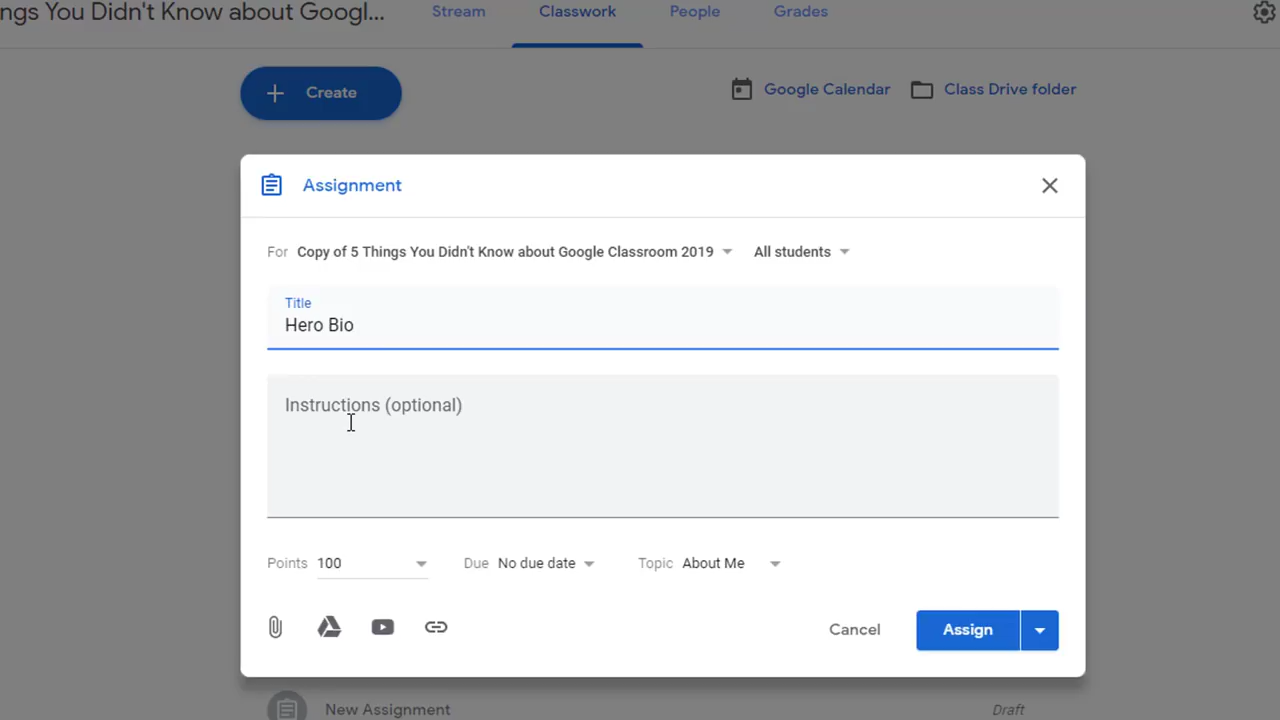 ngs You Didn't Know about Googl...
Stream
Classwork
People
Grades
Create
Google Calendar
Class Drive folder
Assignment
For Copy of 5 Things You Didn't Know about Google Classroom 2019
All students
Title
Hero Bio
Instructions (optional)
Points 100
Due No due date
Topic About Me
Cancel
Assign
New Assignment
Draft